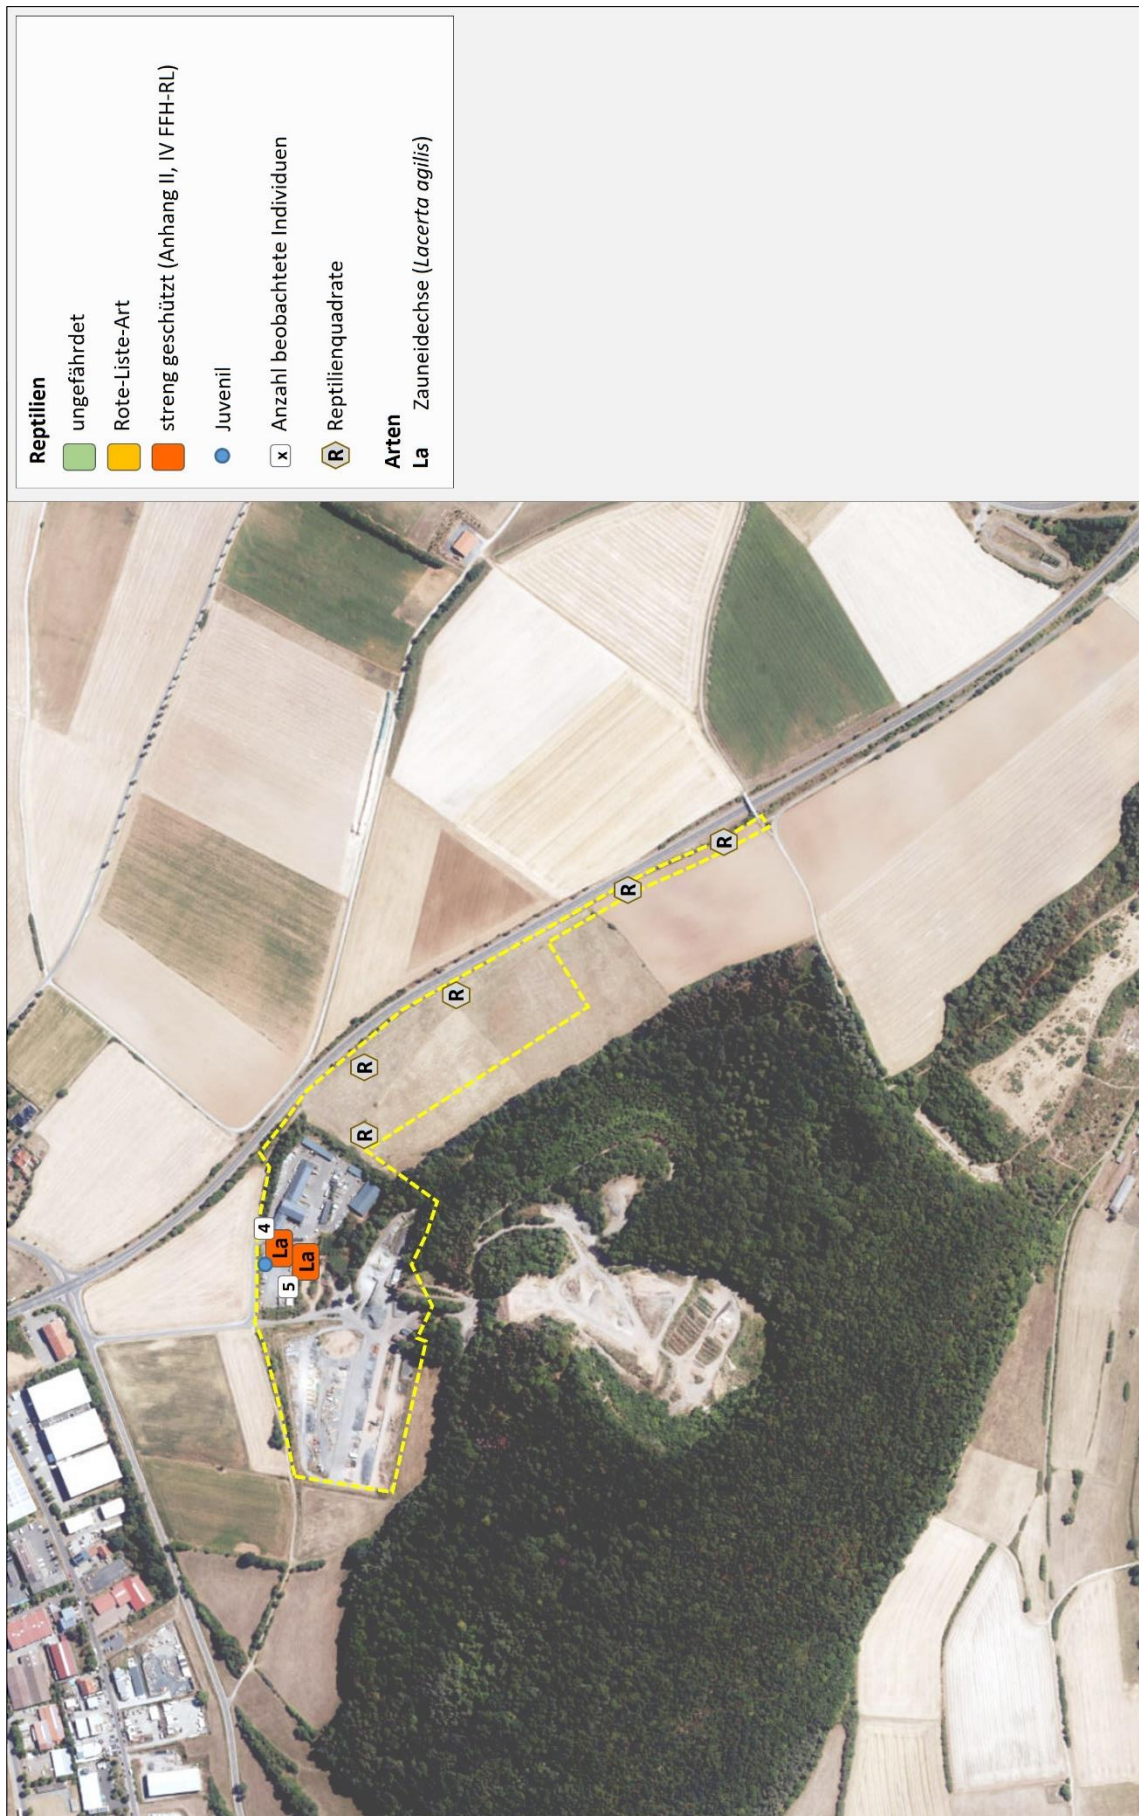 Reptilien
ungefährdet
Rote-Liste-Art
streng geschützt (Anhang II, IV FFH-RL)
Juvenil
x Anzahl beobachtete Individuen
R Reptilienquadrate
Arten
La Zauneidechse (Lacerta agilis)
5
La
La
4
R
R
R
R
R